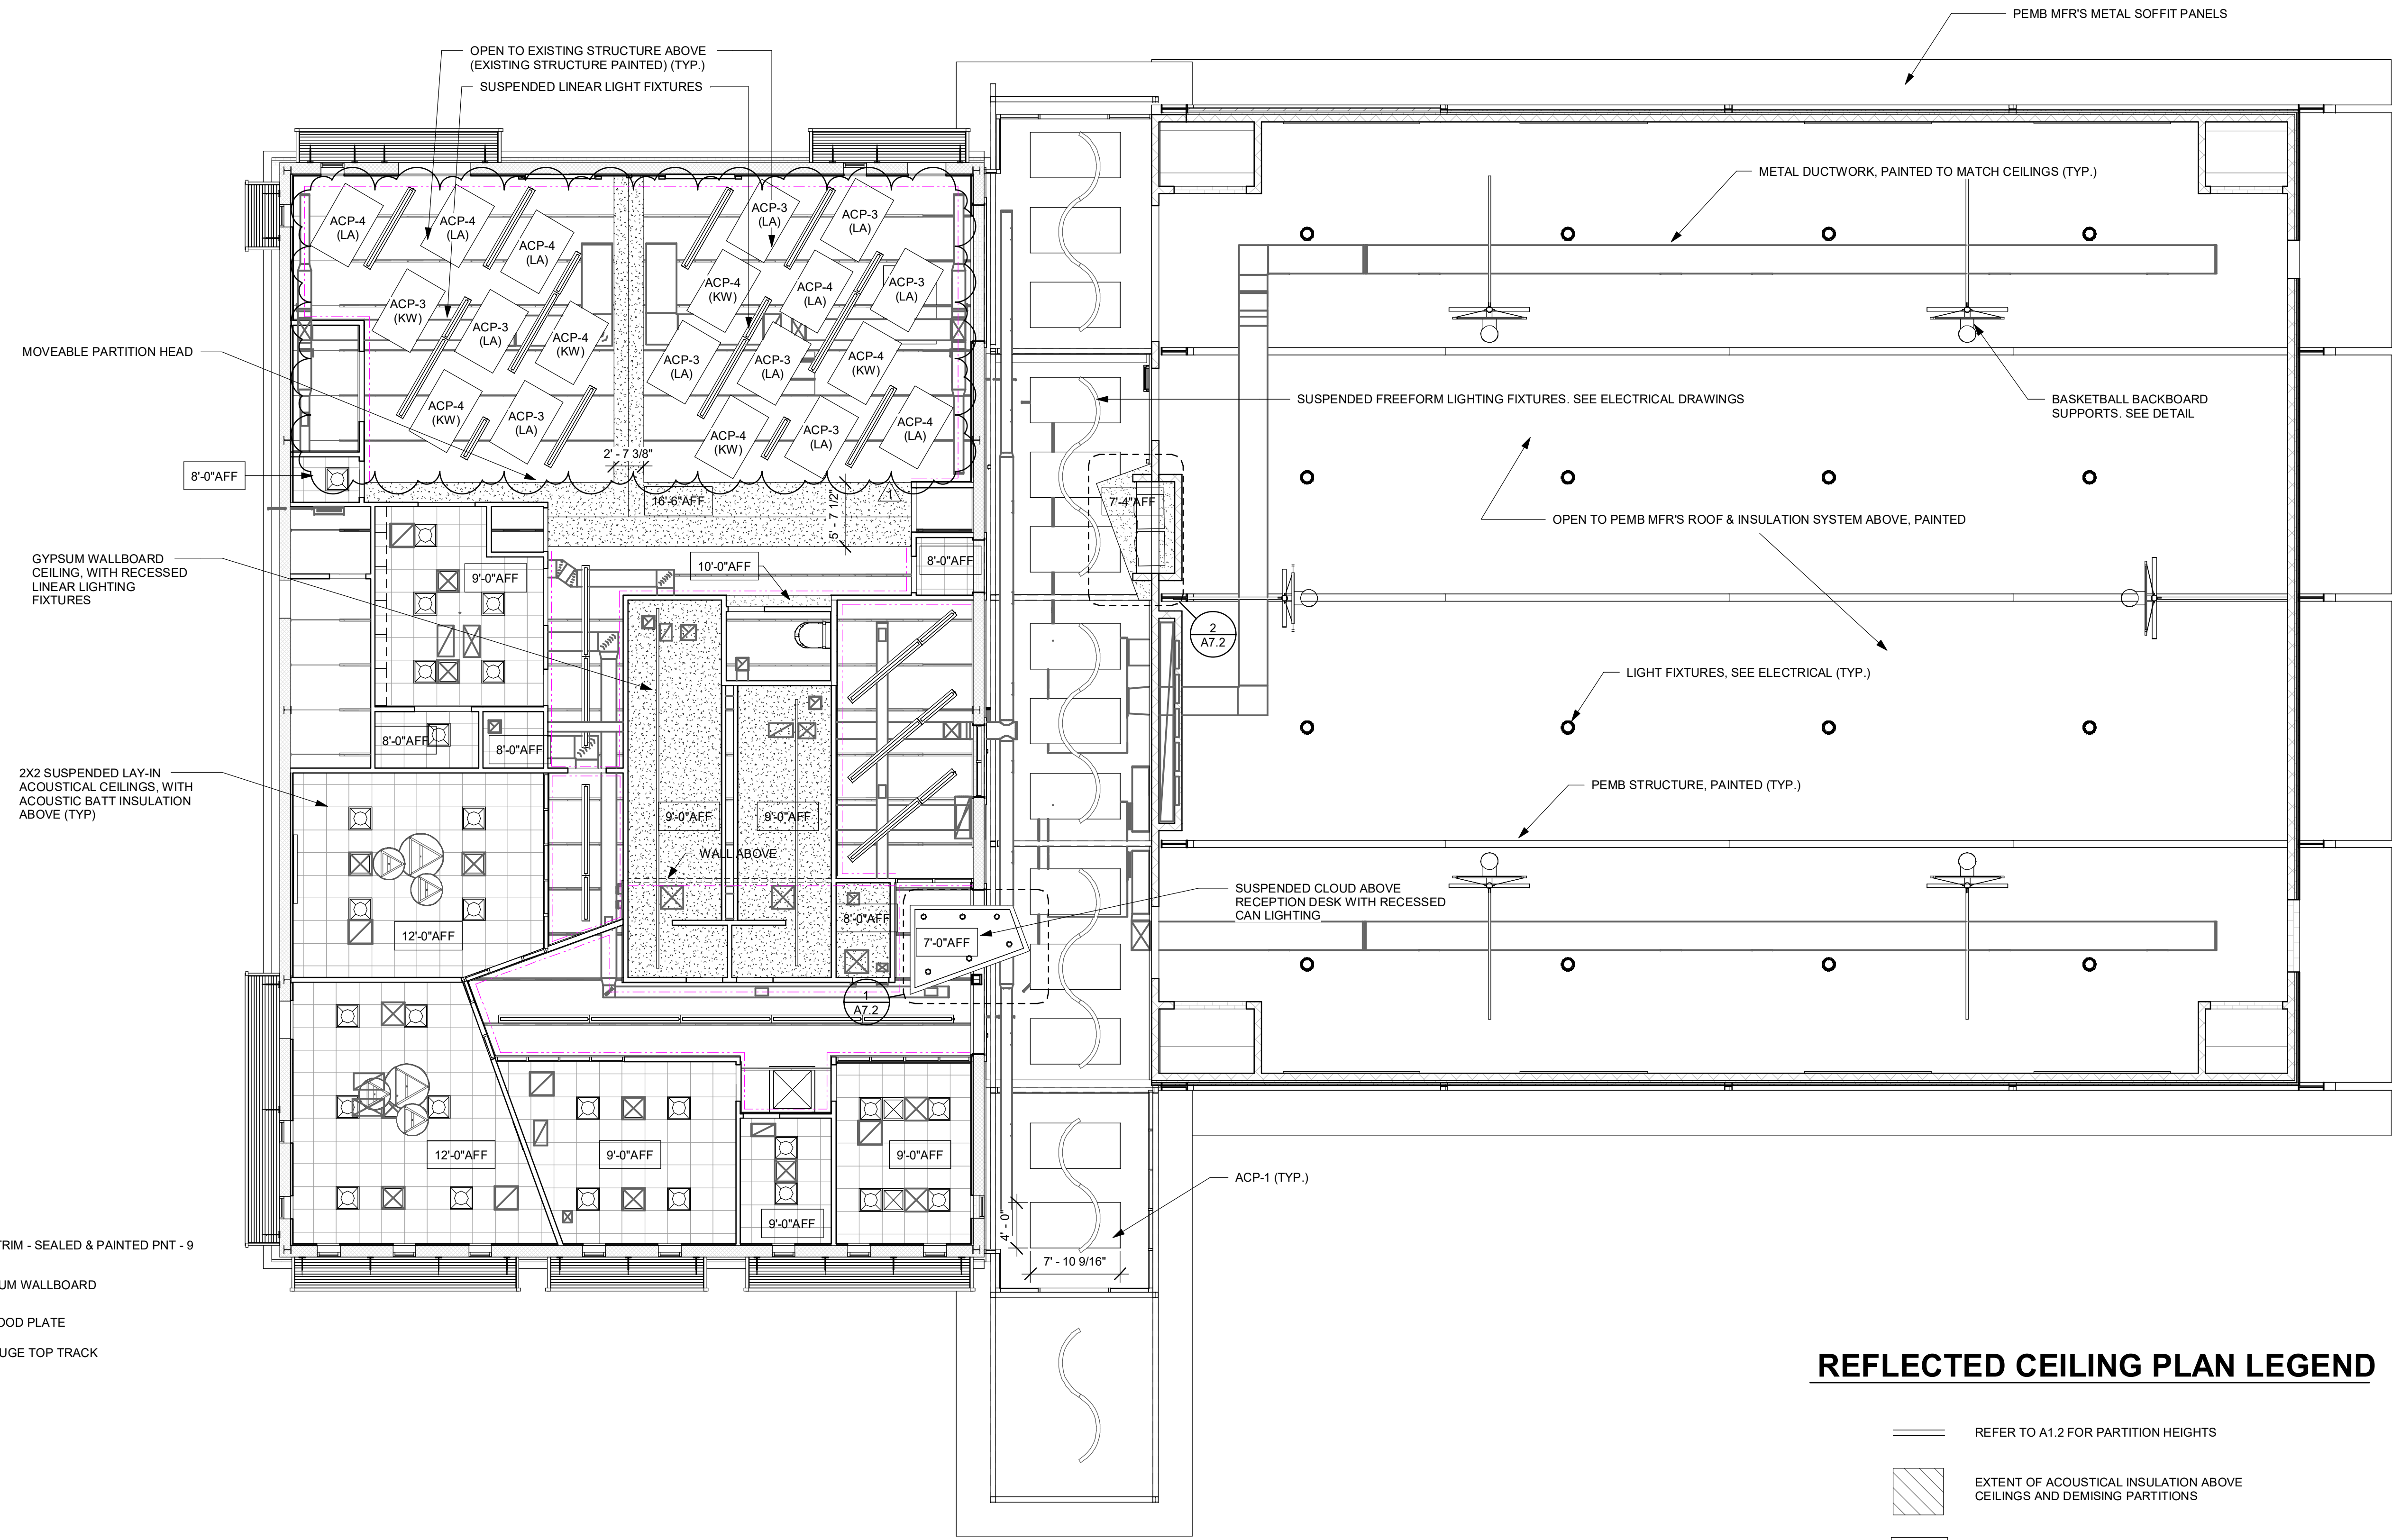 PEMB MFR'S METAL SOFFIT PANELS
OPEN TO EXISTING STRUCTURE ABOVE
(EXISTING STRUCTURE PAINTED) (TYP.)
SUSPENDED LINEAR LIGHT FIXTURES
METAL DUCTWORK, PAINTED TO MATCH CEILINGS (TYP.)
ACP-4
(LA)
ACP-4
(LA)
ACP-4
(LA)
ACP-3
(LA)
ACP-3
(LA)
ACP-3
(KW)
ACP-3
(LA)
ACP-4
(KW)
ACP-4
(KW)
ACP-4
(LA)
ACP-3
(LA)
ACP-4
(KW)
ACP-3
(LA)
ACP-3
(LA)
ACP-3
(LA)
ACP-4
(KW)
ACP-4
(KW)
ACP-3
(LA)
ACP-4
(LA)
MOVEABLE PARTITION HEAD
SUSPENDED FREEFORM LIGHTING FIXTURES. SEE ELECTRICAL DRAWINGS
BASKETBALL BACKBOARD
SUPPORTS. SEE DETAIL
2' - 7 3/8"
8'-0"AFF
16'-6"AFF
1
5' - 7 1/2"
7'-4"AFF
OPEN TO PEMB MFR'S ROOF & INSULATION SYSTEM ABOVE, PAINTED
GYPSUM WALLBOARD
CEILING, WITH RECESSED
LINEAR LIGHTING
FIXTURES
9'-0"AFF
10'-0"AFF
8'-0"AFF
2
A7.2
LIGHT FIXTURES, SEE ELECTRICAL (TYP.)
8'-0"AFF
8'-0"AFF
2X2 SUSPENDED LAY-IN
ACOUSTICAL CEILINGS, WITH
ACOUSTIC BATT INSULATION
ABOVE (TYP)
PEMB STRUCTURE, PAINTED (TYP.)
9'-0"AFF
9'-0"AFF
WALL ABOVE
SUSPENDED CLOUD ABOVE
RECEPTION DESK WITH RECESSED
CAN LIGHTING
12'-0"AFF
8'-0"AFF
7'-0"AFF
1
A7.2
12'-0"AFF
9'-0"AFF
9'-0"AFF
9'-0"AFF
ACP-1 (TYP.)
4' - 0"
7' - 10 9/16"
TRIM - SEALED & PAINTED PNT - 9
UM WALLBOARD
OOD PLATE
UGE TOP TRACK
REFLECTED CEILING PLAN LEGEND
REFER TO A1.2 FOR PARTITION HEIGHTS
EXTENT OF ACOUSTICAL INSULATION ABOVE
CEILINGS AND DEMISING PARTITIONS